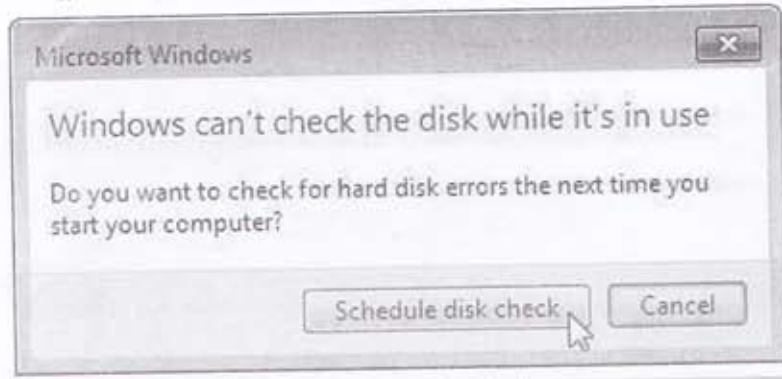 Microsoft Windows
Windows can't check the disk while it's in use
Do you want to check for hard disk errors the next time you
start your computer?
Schedule disk check
Cancel